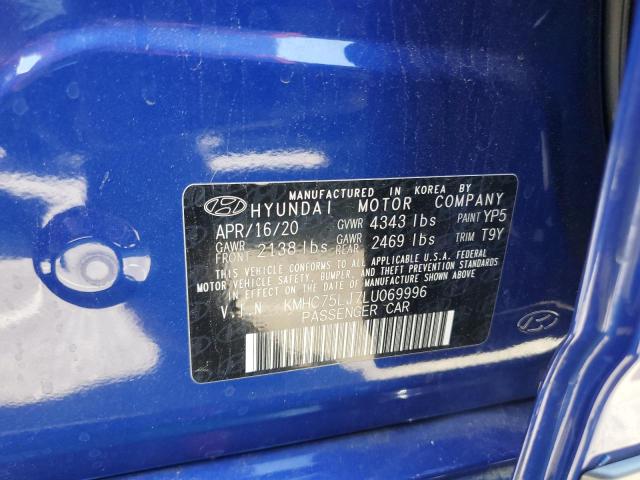 MANUFACTURED IN KOREA BY
HYUNDAI MOTOR COMPANY
APR/16/20 GVWR 4343 lbs PAINT YP5
GAWR FRONT 2138 lbs GAWR REAR 2469 lbs TRIM T9Y
THIS VEHICLE CONFORMS TO ALL APPLICABLE U.S.A. FEDERAL
MOTOR VEHICLE SAFETY, BUMPER, AND THEFT PREVENTION STANDARDS
IN EFFECT ON THE DATE OF MANUFACTURE SHOWN ABOVE.
V.I.N KMHC75LJ7LU069996
PASSENGER CAR